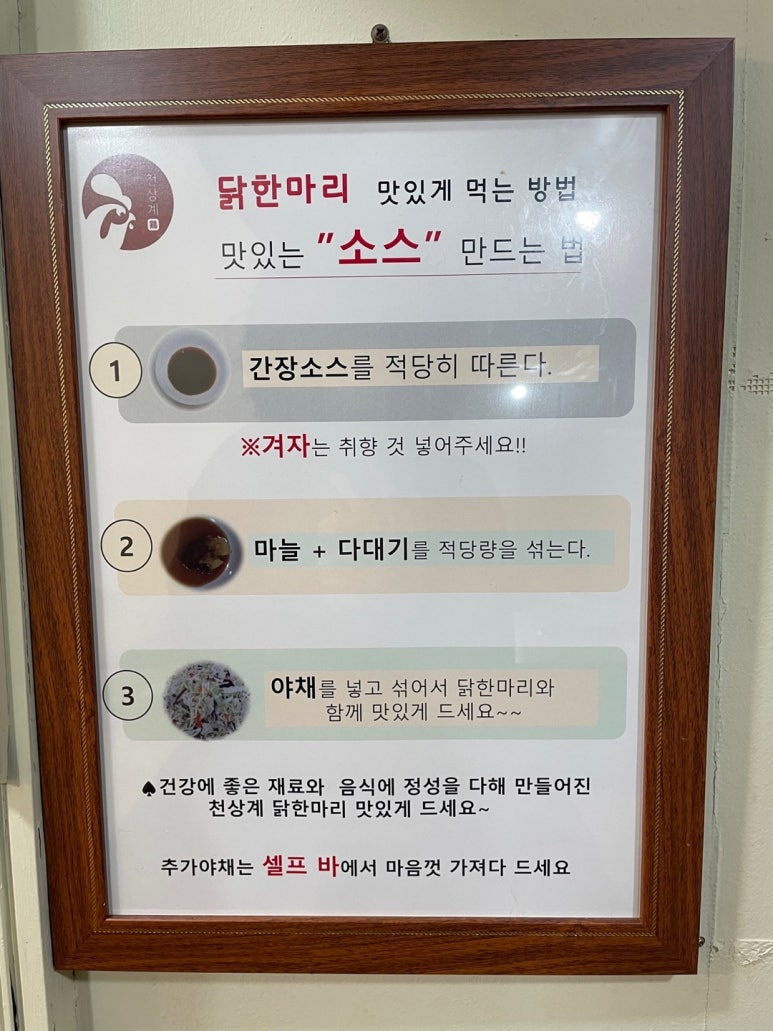 천상계
닭한마리 맛있게 먹는 방법
맛있는 "소스" 만드는 법
1
간장소스를 적당히 따른다.
※겨자는 취향 것 넣어주세요!!
2
마늘 + 다대기를 적당량을 섞는다.
3
야채를 넣고 섞어서 닭한마리와
함께 맛있게 드세요~~
♠건강에 좋은 재료와 음식에 정성을 다해 만들어진
천상계 닭한마리 맛있게 드세요~
추가야채는 셀프 바에서 마음껏 가져다 드세요